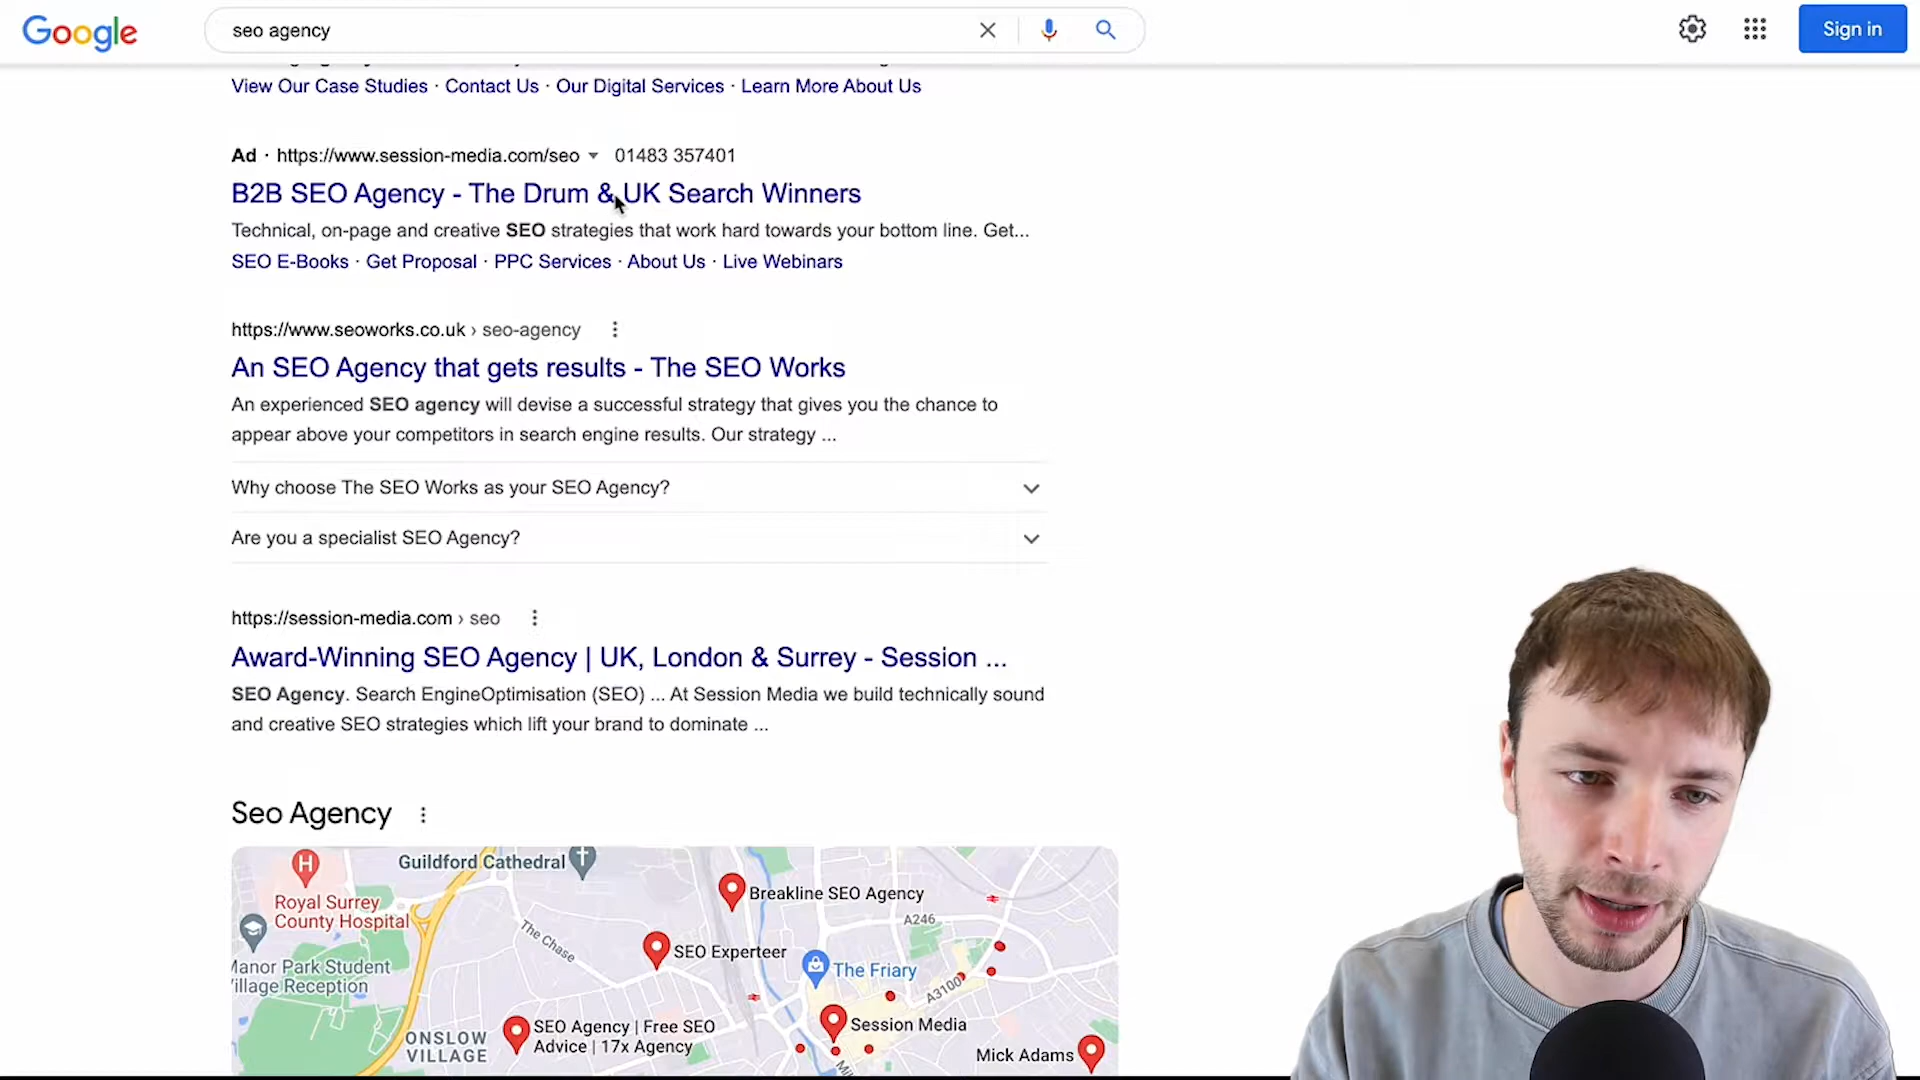 Google
seo agency
Sign in
View Our Case Studies · Contact Us · Our Digital Services · Learn More About Us
Ad · https://www.session-media.com/seo 01483 357401
B2B SEO Agency - The Drum & UK Search Winners
Technical, on-page and creative SEO strategies that work hard towards your bottom line. Get...
SEO E-Books · Get Proposal · PPC Services · About Us · Live Webinars
https://www.seoworks.co.uk › seo-agency
An SEO Agency that gets results - The SEO Works
An experienced SEO agency will devise a successful strategy that gives you the chance to
appear above your competitors in search engine results. Our strategy ...
Why choose The SEO Works as your SEO Agency?
Are you a specialist SEO Agency?
https://session-media.com › seo
Award-Winning SEO Agency | UK, London & Surrey - Session ...
SEO Agency. Search EngineOptimisation (SEO) ... At Session Media we build technically sound
and creative SEO strategies which lift your brand to dominate ...
Seo Agency
Guildford Cathedral
H
Royal Surrey
County Hospital
Breakline SEO Agency
A246
The Chase
SEO Experteer
The Friary
Manor Park Student
Village Reception
A3100
SEO Agency | Free SEO
Advice | 17x Agency
Session Media
ONSLOW
VILLAGE
Mick Adams